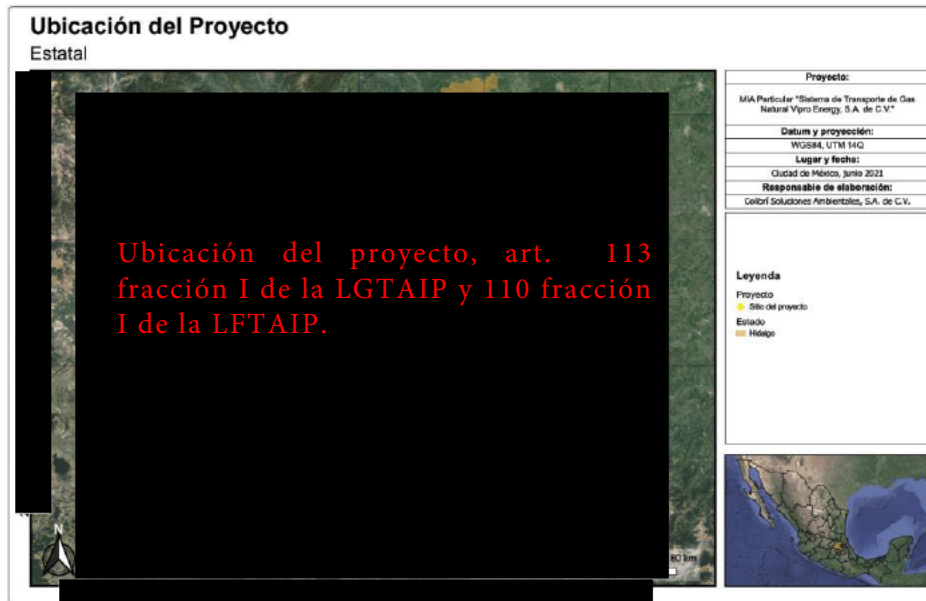 Ubicación del Proyecto
Estatal
Ubicación del proyecto, art. 113
fracción I de la LGTAIP y 110 fracción
I de la LFTAIP.
N
80 km
Proyecto:
MIA Particular "Sistema de Transporte de Gas
Natural Vipro Energy, S.A. de C.V."
Datum y proyección:
WGS84, UTM 14Q
Lugar y fecha:
Ciudad de México, junio 2021
Responsable de elaboración:
Colibrí Soluciones Ambientales, S.A. de C.V.
Leyenda
Proyecto
Sitio del proyecto
Estado
Hidalgo